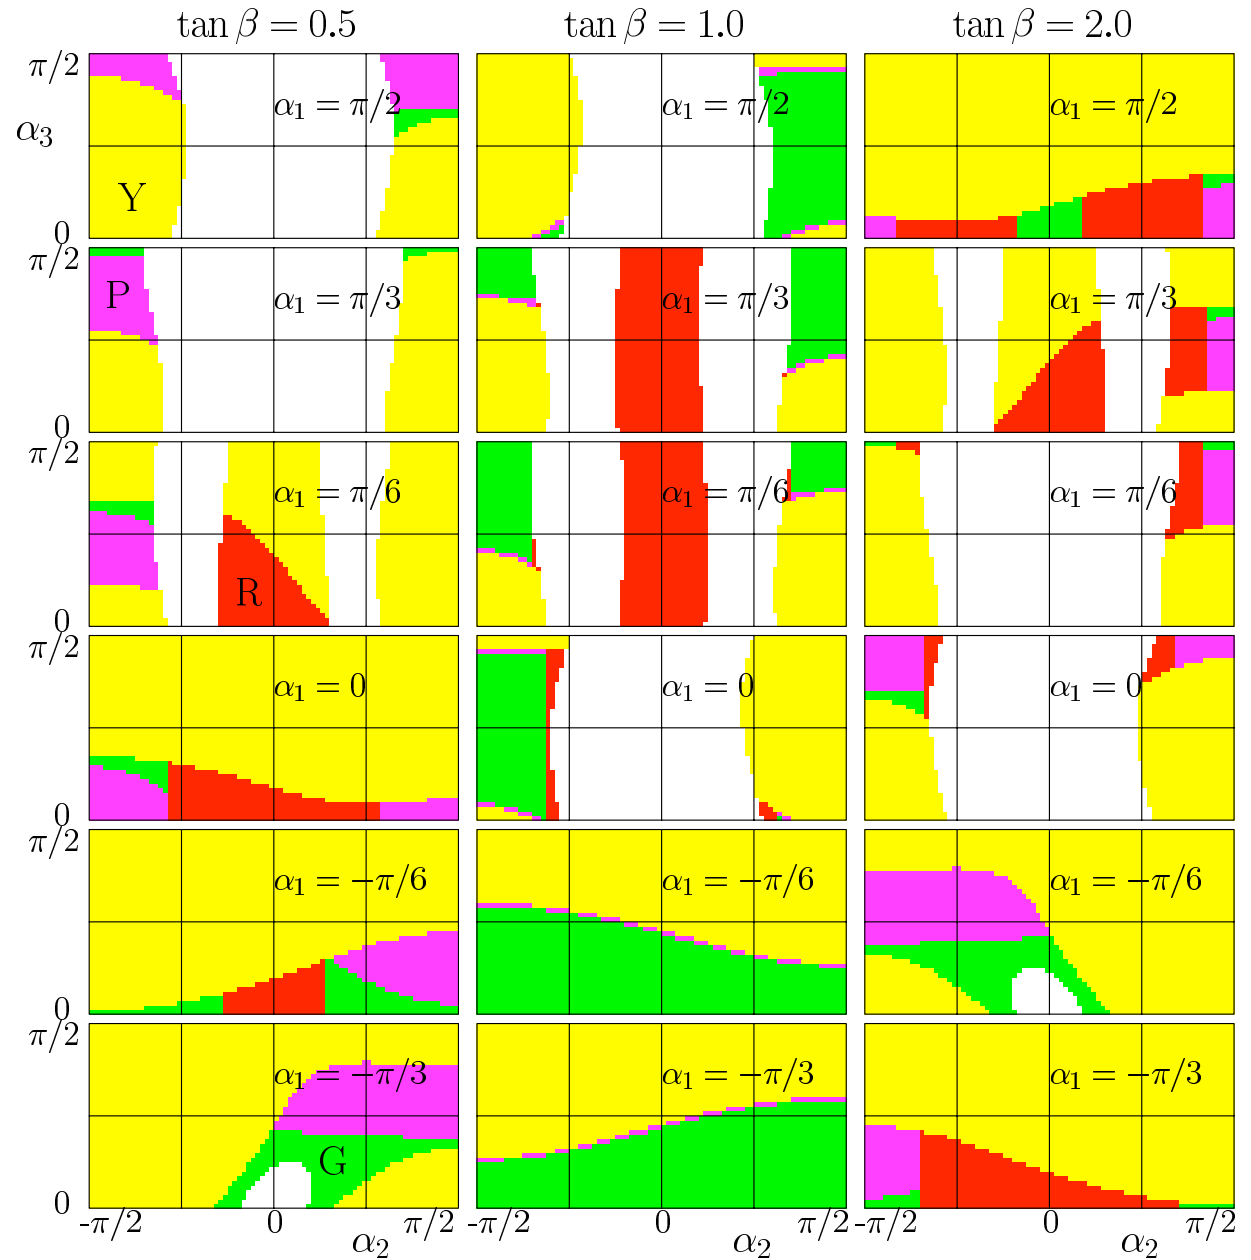 tan β = 0.5 tan β = 1.0 tan β = 2.0
π/2 α₁ = π/2 α₁ = π/2 α₁ = π/2
α₃
Y
0
π/2 P α₁ = π/3 α₁ = π/3 α₁ = π/3
0
π/2 α₁ = π/6 α₁ = π/6 α₁ = π/6
R
0
π/2 α₁ = 0 α₁ = 0 α₁ = 0
0
π/2 α₁ = −π/6 α₁ = −π/6 α₁ = −π/6
0
π/2 α₁ = −π/3 α₁ = −π/3 α₁ = −π/3
G
0
-π/2 0 π/2 -π/2 0 π/2 -π/2 0 π/2
α₂ α₂ α₂